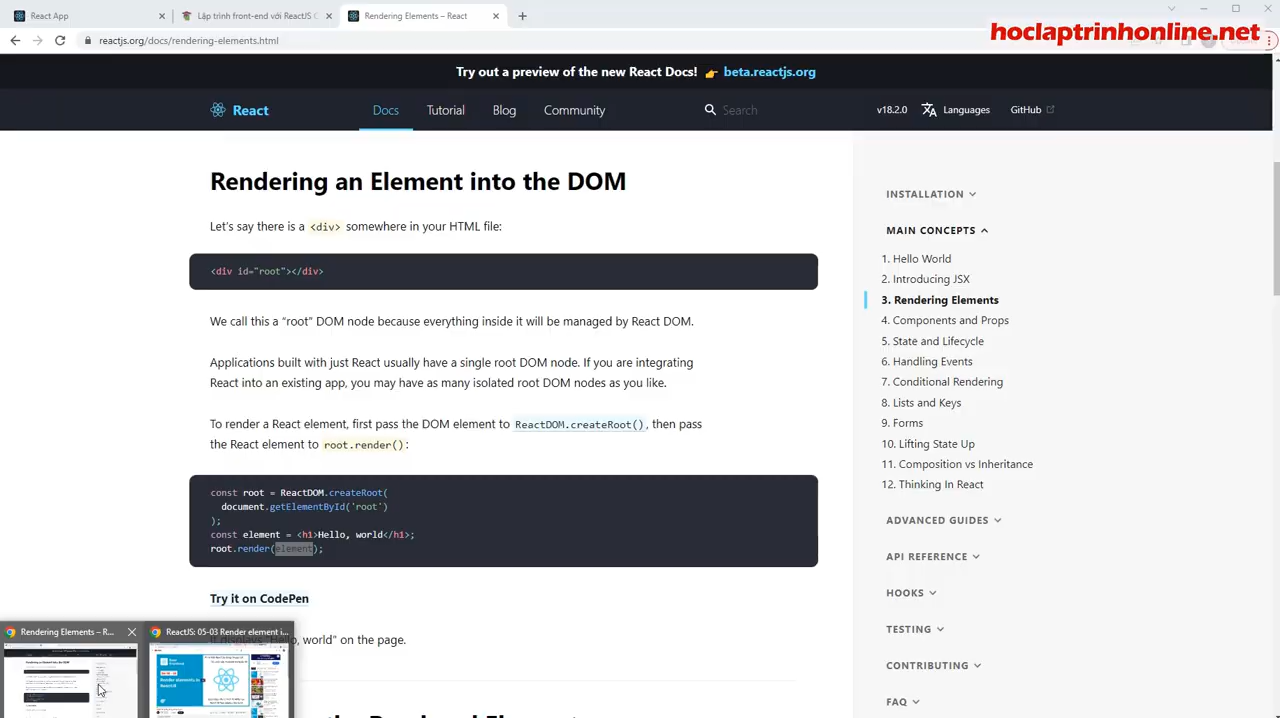 React App
Lập trình front-end với ReactJS C
Rendering Elements – React
hoclaptrinhonline.net
reactjs.org/docs/rendering-elements.html
Try out a preview of the new React Docs! 👉 beta.reactjs.org
React
Docs
Tutorial
Blog
Community
Search
v18.2.0
Languages
GitHub
Rendering an Element into the DOM
Let's say there is a <div> somewhere in your HTML file:
<div id="root"></div>
We call this a “root” DOM node because everything inside it will be managed by React DOM.
Applications built with just React usually have a single root DOM node. If you are integrating
React into an existing app, you may have as many isolated root DOM nodes as you like.
To render a React element, first pass the DOM element to ReactDOM.createRoot(), then pass
the React element to root.render():
const root = ReactDOM.createRoot(
document.getElementById('root')
);
const element = <h1>Hello, world</h1>;
root.render(element);
Try it on CodePen
Hello, world” on the page.
INSTALLATION
MAIN CONCEPTS
1. Hello World
2. Introducing JSX
3. Rendering Elements
4. Components and Props
5. State and Lifecycle
6. Handling Events
7. Conditional Rendering
8. Lists and Keys
9. Forms
10. Lifting State Up
11. Composition vs Inheritance
12. Thinking In React
ADVANCED GUIDES
API REFERENCE
HOOKS
TESTING
CONTRIBUTING
FAQ
Rendering Elements – R...
ReactJS: 05-03 Render element i...